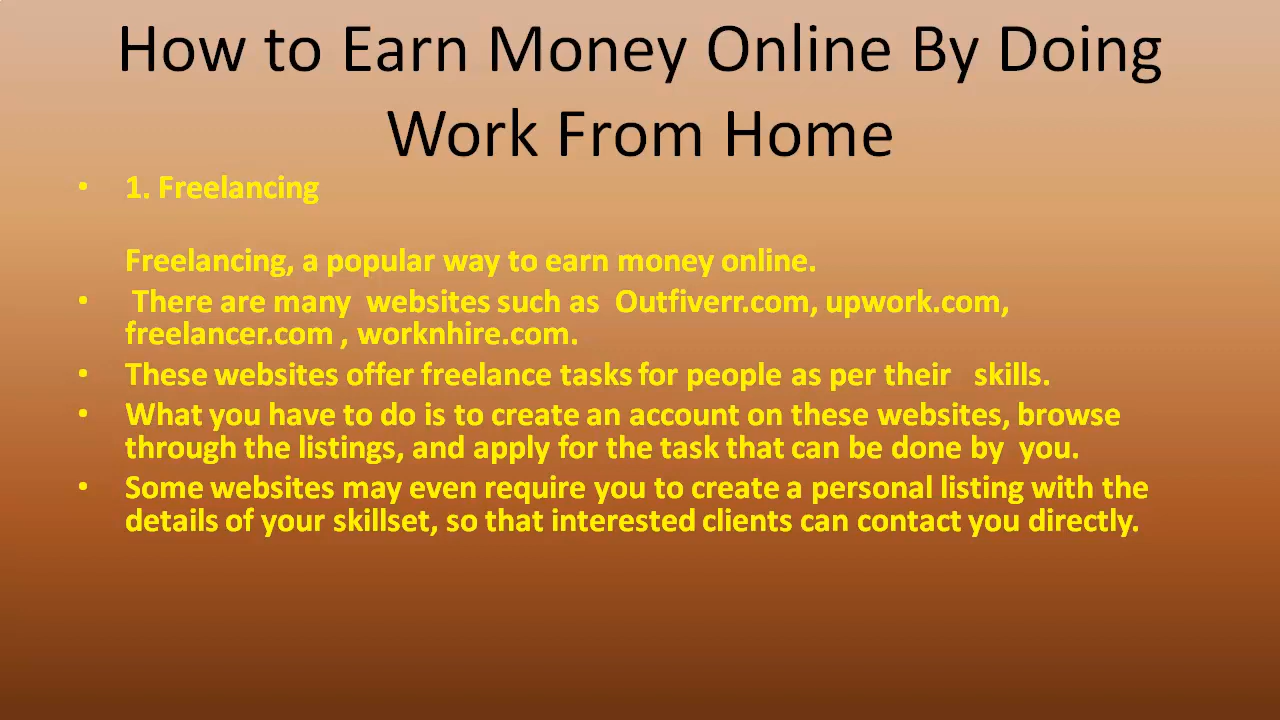 How to Earn Money Online By Doing
Work From Home
• 1. Freelancing
Freelancing, a popular way to earn money online.
• There are many websites such as Outfiverr.com, upwork.com,
freelancer.com , worknhire.com.
• These websites offer freelance tasks for people as per their skills.
• What you have to do is to create an account on these websites, browse
through the listings, and apply for the task that can be done by you.
• Some websites may even require you to create a personal listing with the
details of your skillset, so that interested clients can contact you directly.